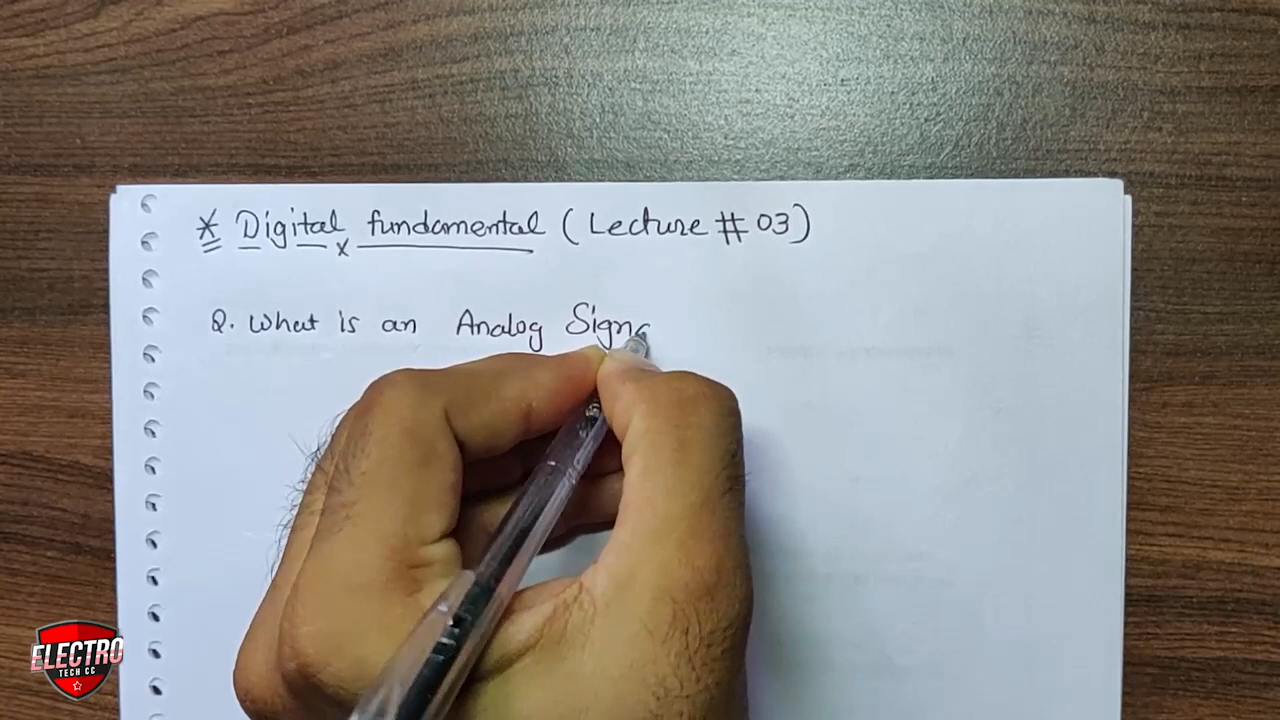 * Digital fundamental (Lecture # 03)
Q. What is an Analog Signa
ELECTRO
TECH CC